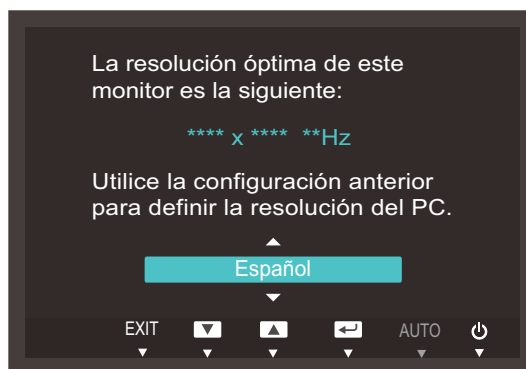 La resolución óptima de este
monitor es la siguiente:
**** x **** **Hz
Utilice la configuración anterior
para definir la resolución del PC.
Español
EXIT AUTO